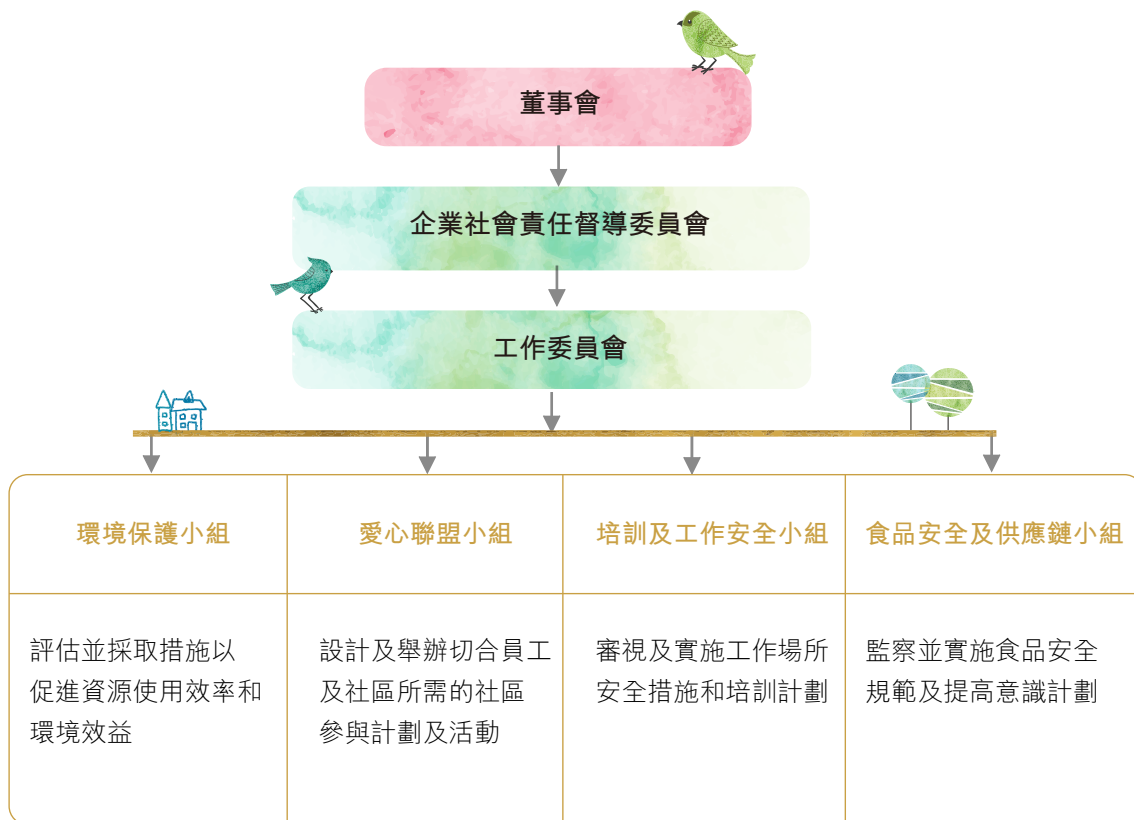 董事會
企業社會責任督導委員會
工作委員會
環境保護小組
愛心聯盟小組
培訓及工作安全小組
食品安全及供應鏈小組
評估並採取措施以
促進資源使用效率和
環境效益
設計及舉辦切合員工
及社區所需的社區
參與計劃及活動
審視及實施工作場所
安全措施和培訓計劃
監察並實施食品安全
規範及提高意識計劃